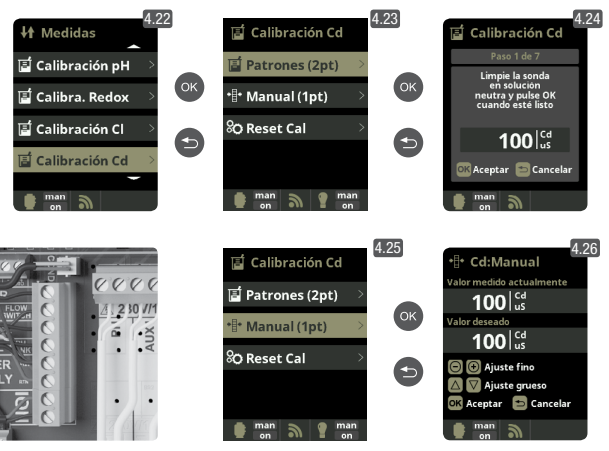 4.22
Medidas
Calibración pH
Calibra. Redox
Calibración Cl
Calibración Cd
man
on
OK
4.23
Calibración Cd
Patrones (2pt)
Manual (1pt)
Reset Cal
man
on
man
on
OK
4.24
Calibración Cd
Paso 1 de 7
Limpie la sonda
en solución
neutra y pulse OK
cuando esté listo
100 Cd
uS
OK Aceptar Cancelar
man
on
FLOW
SWITCH
230V/1
AUX
4.25
Calibración Cd
Patrones (2pt)
Manual (1pt)
Reset Cal
man
on
man
on
OK
4.26
Cd:Manual
Valor medido actualmente
100 Cd
uS
Valor deseado
100 Cd
uS
Ajuste fino
Ajuste grueso
OK Aceptar Cancelar
man
on